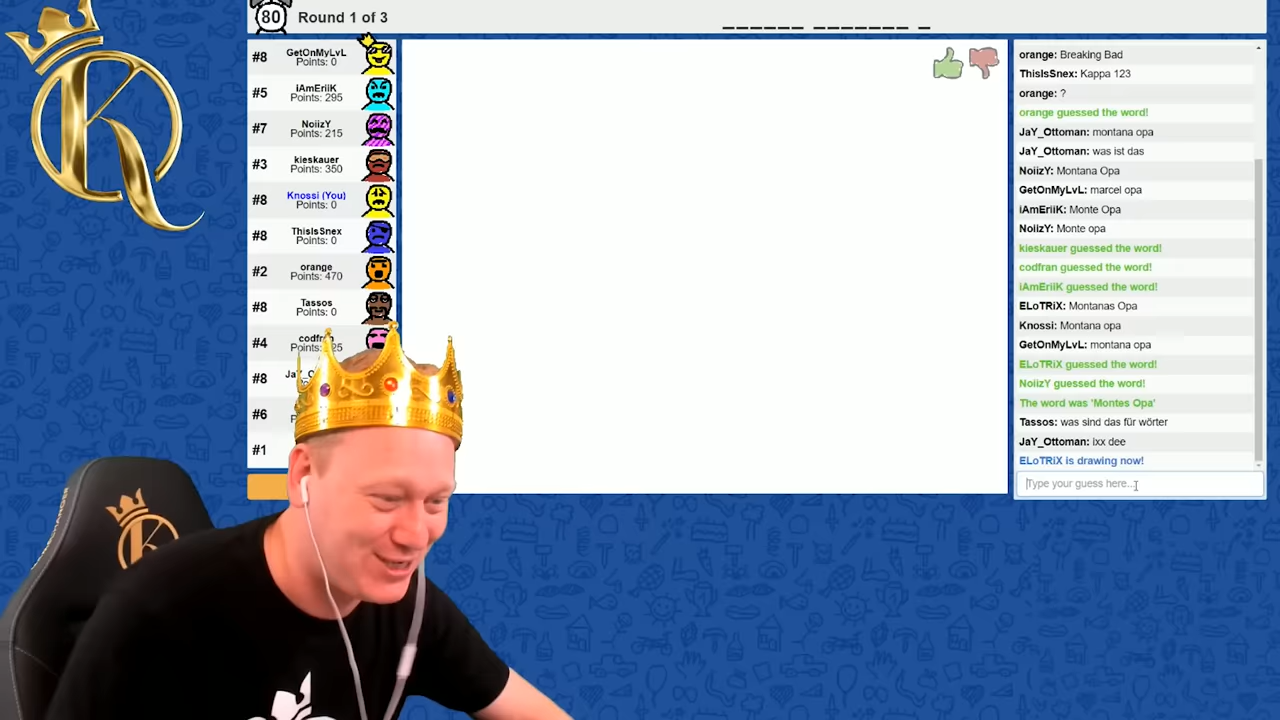 80
Round 1 of 3
______ _______ _
#8 GetOnMyLvL
Points: 0
#5 iAmEriiK
Points: 295
#7 NoiizY
Points: 215
#3 kieskauer
Points: 350
#8 Knossi (You)
Points: 0
#8 ThisIsSnex
Points: 0
#2 orange
Points: 470
#8 Tassos
Points: 0
#4
#8
#6
#1
orange: Breaking Bad
ThisIsSnex: Kappa 123
orange: ?
orange guessed the word!
JaY_Ottoman: montana opa
JaY_Ottoman: was ist das
NoiizY: Montana Opa
GetOnMyLvL: marcel opa
iAmEriiK: Monte Opa
NoiizY: Monte opa
kieskauer guessed the word!
codfran guessed the word!
iAmEriiK guessed the word!
ELoTRiX: Montanas Opa
Knossi: Montana opa
GetOnMyLvL: montana opa
ELoTRiX guessed the word!
NoiizY guessed the word!
The word was 'Montes Opa'
Tassos: was sind das für wörter
JaY_Ottoman: ixx dee
ELoTRiX is drawing now!
Type your guess here...